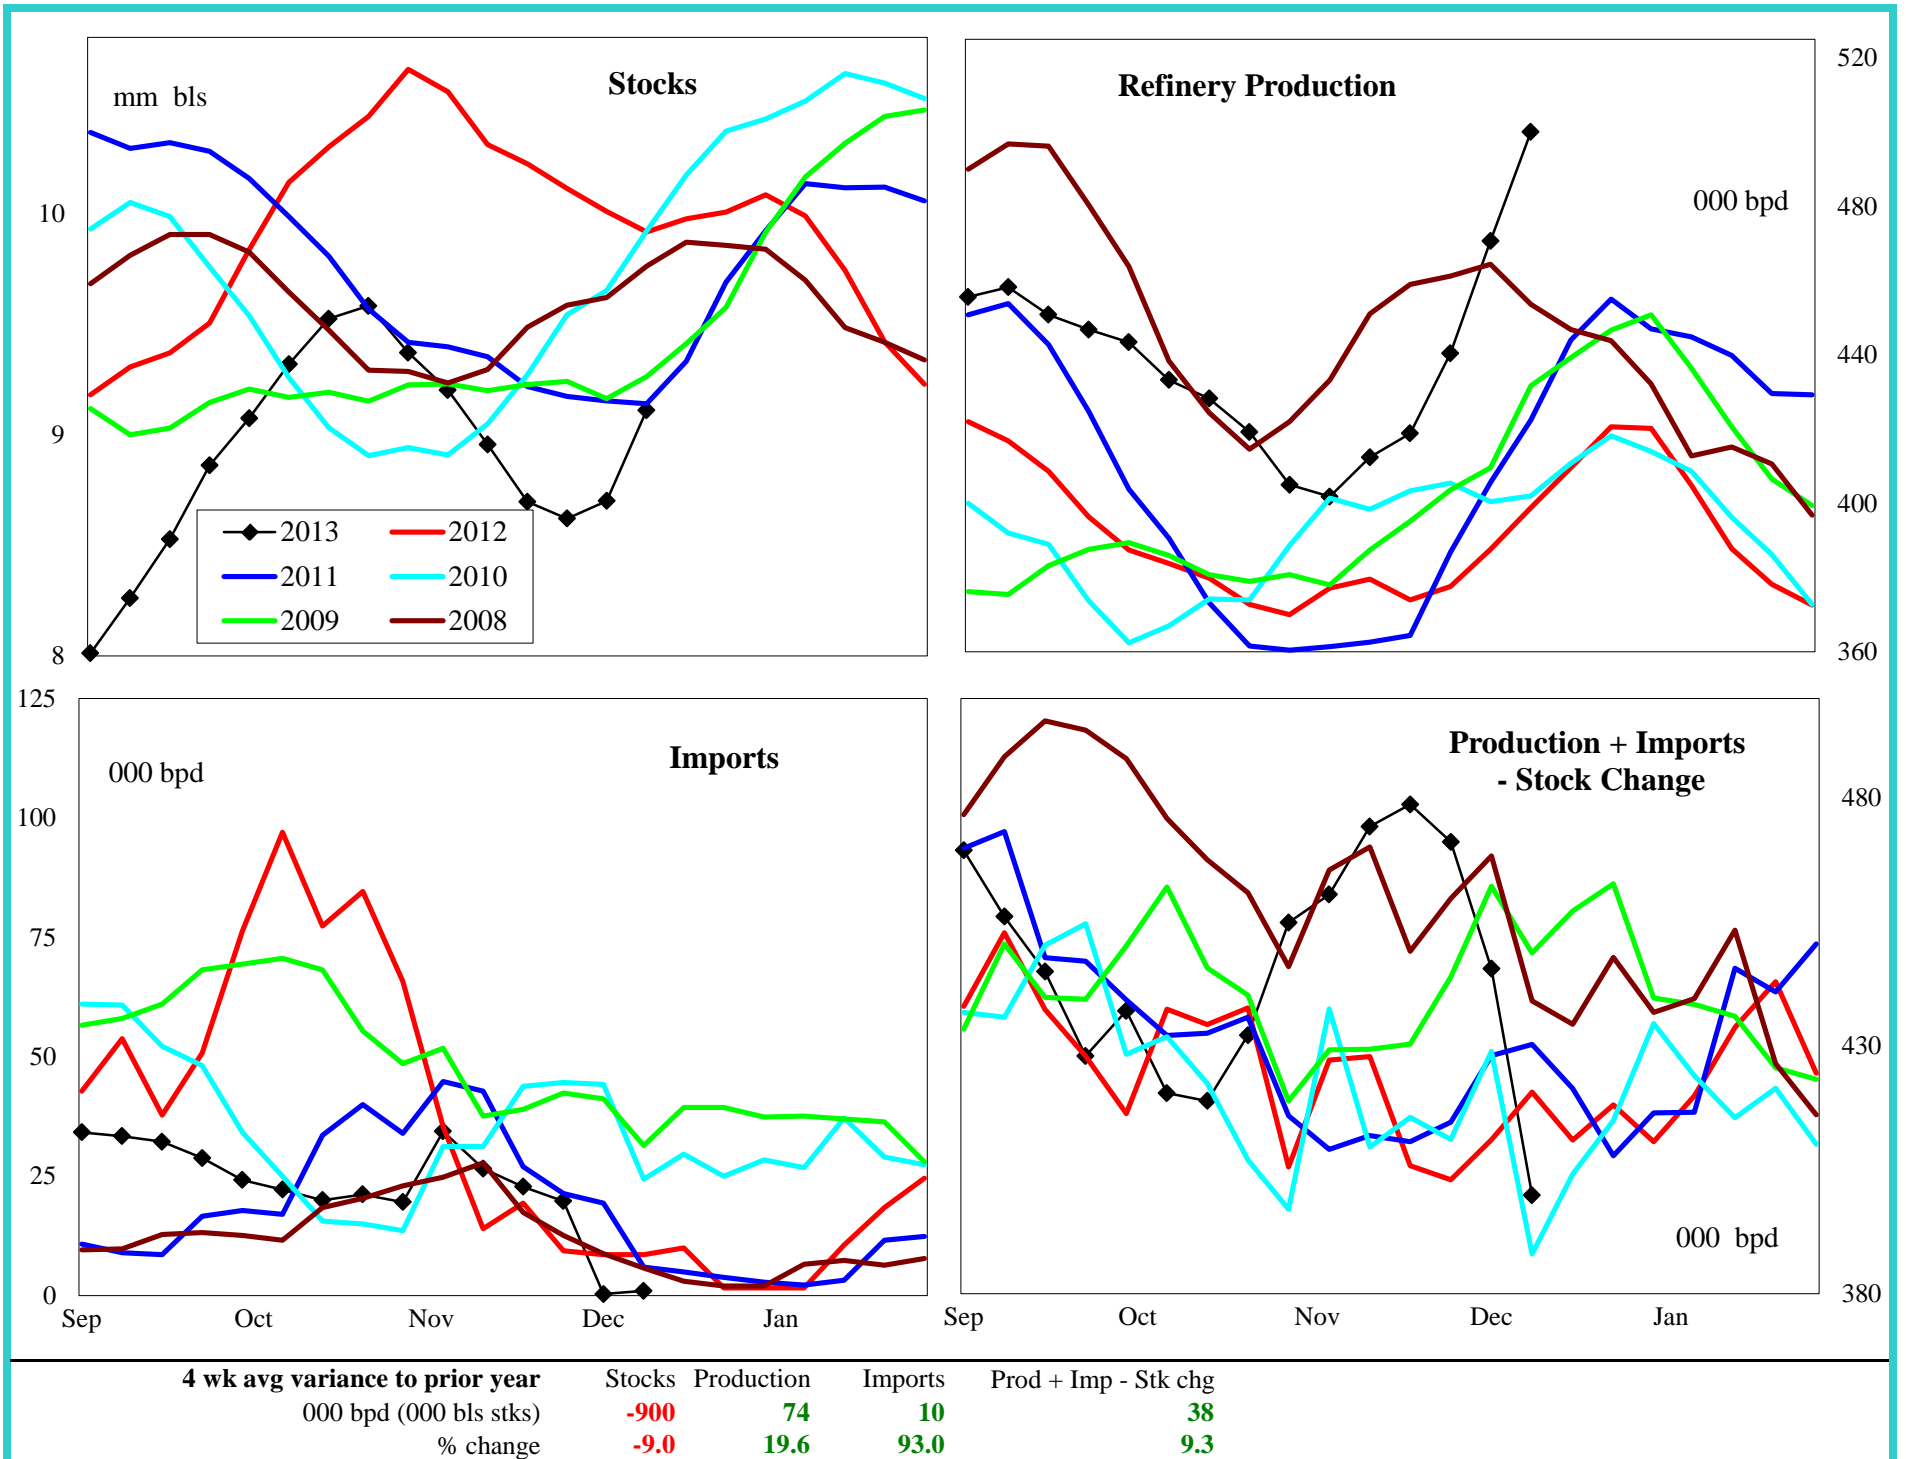 Stocks
mm bls
10
9
8
2013
2012
2011
2010
2009
2008
Refinery Production
000 bpd
520
480
440
400
360
Imports
000 bpd
125
100
75
50
25
0
Sep Oct Nov Dec Jan
Production + Imports
- Stock Change
000 bpd
480
430
380
Sep Oct Nov Dec Jan
4 wk avg variance to prior year Stocks Production Imports Prod + Imp - Stk chg
000 bpd (000 bls stks) -900 74 10 38
% change -9.0 19.6 93.0 9.3